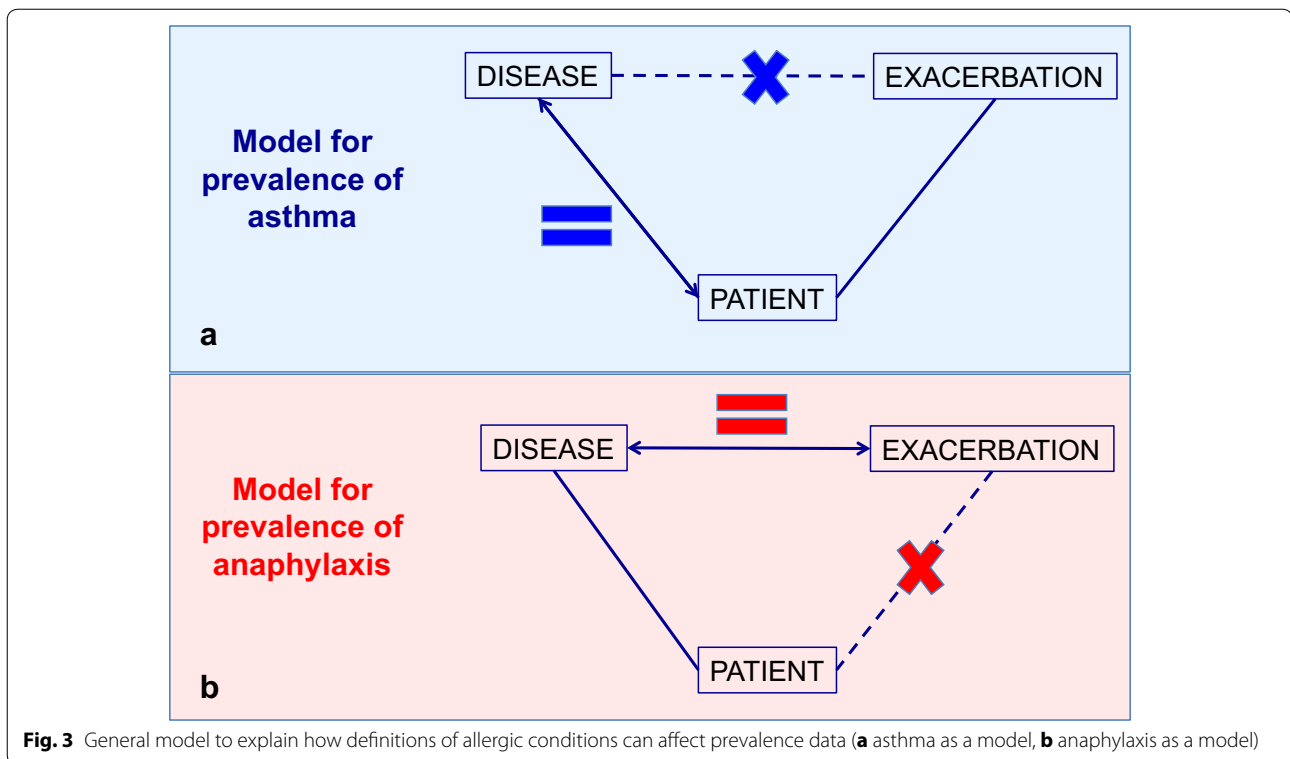 DISEASE
EXACERBATION
Model for
prevalence of
asthma
PATIENT
a
DISEASE
EXACERBATION
Model for
prevalence of
anaphylaxis
PATIENT
b
Fig. 3 General model to explain how definitions of allergic conditions can affect prevalence data (a asthma as a model, b anaphylaxis as a model)